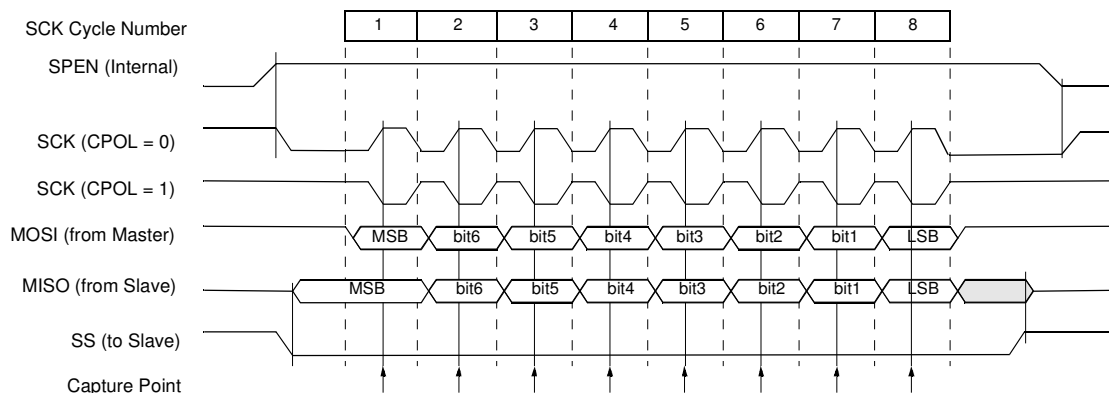 SCK Cycle Number 1 2 3 4 5 6 7 8
SPEN (Internal)
SCK (CPOL = 0)
SCK (CPOL = 1)
MOSI (from Master) MSB bit6 bit5 bit4 bit3 bit2 bit1 LSB
MISO (from Slave) MSB bit6 bit5 bit4 bit3 bit2 bit1 LSB
SS (to Slave)
Capture Point